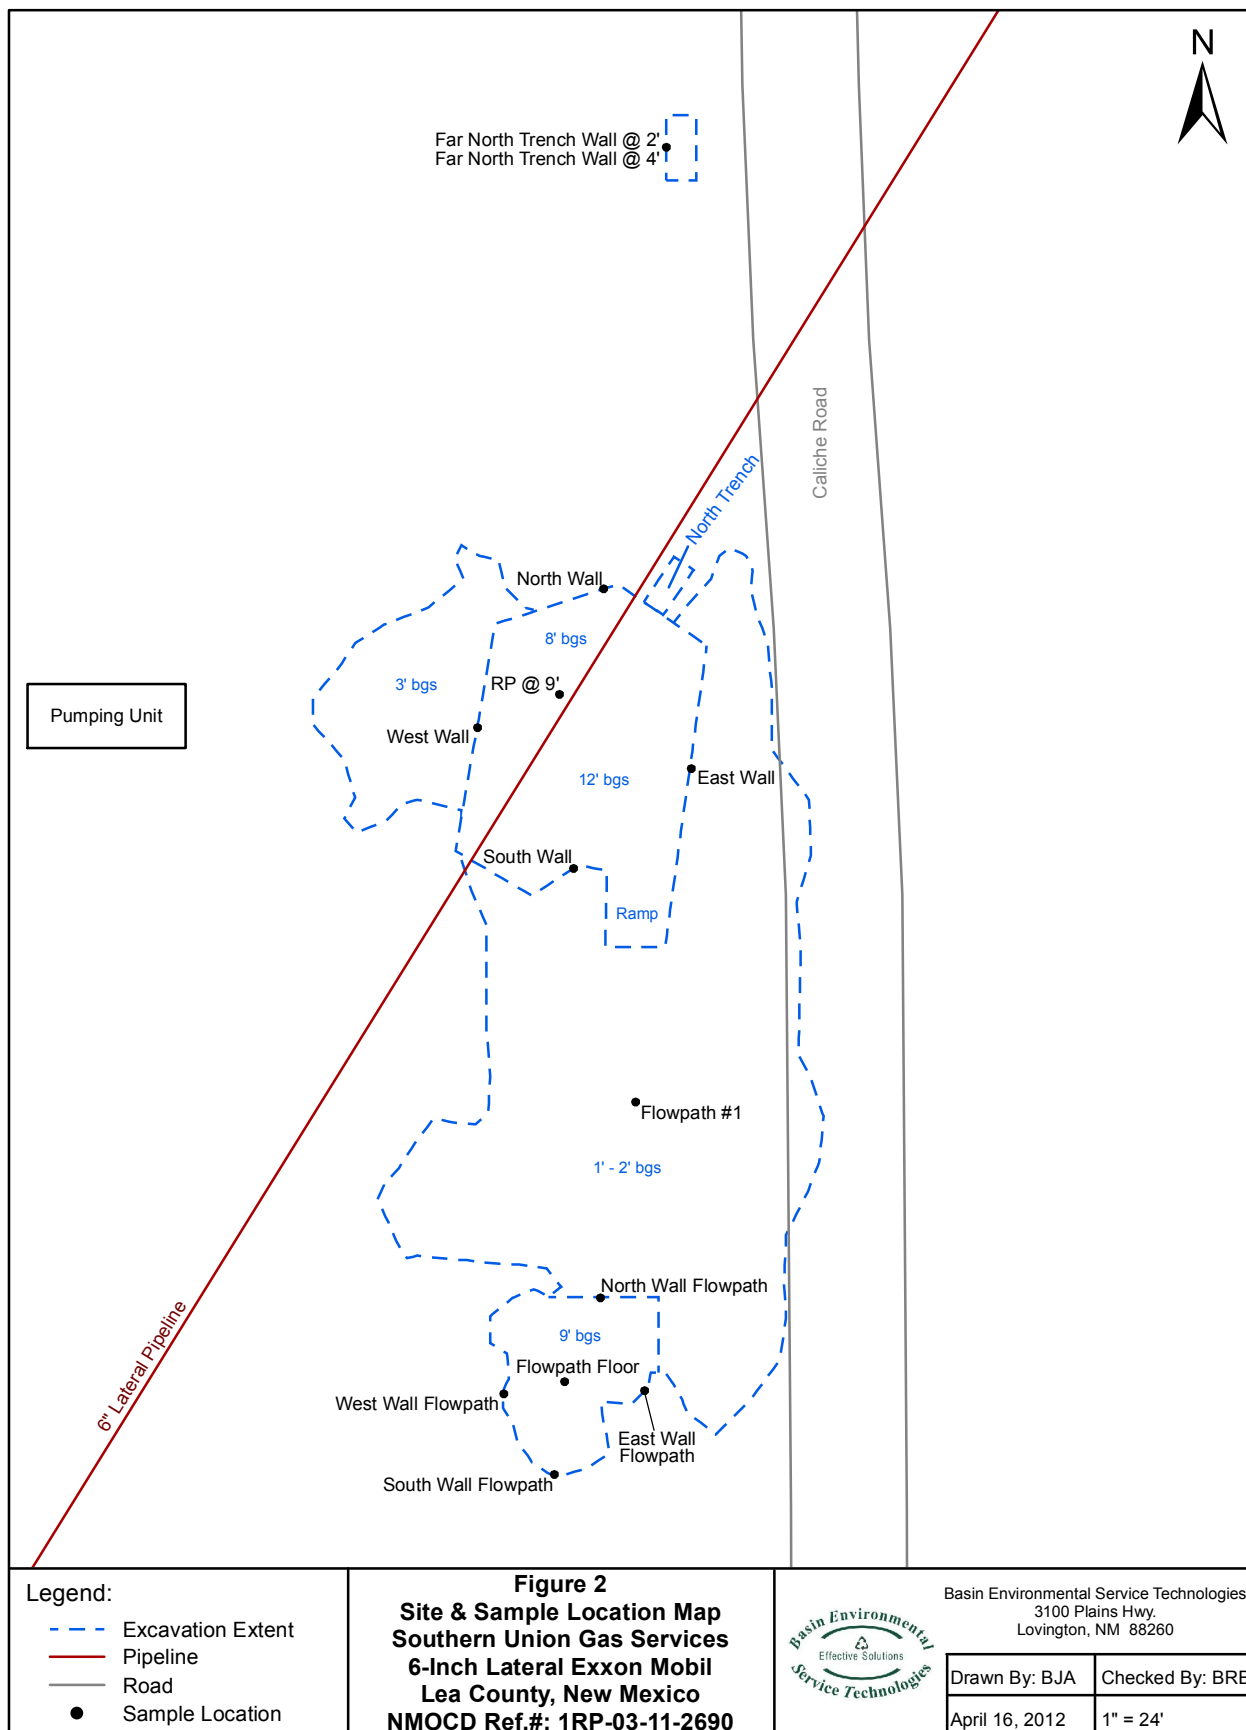 N
Far North Trench Wall @ 2'
Far North Trench Wall @ 4'
Caliche Road
North Trench
North Wall
8' bgs
3' bgs
RP @ 9'
Pumping Unit
West Wall
12' bgs
East Wall
South Wall
Ramp
Flowpath #1
1' - 2' bgs
North Wall Flowpath
9' bgs
6" Lateral Pipeline
Flowpath Floor
West Wall Flowpath
East Wall
Flowpath
South Wall Flowpath
Legend:
Excavation Extent
Pipeline
Road
Sample Location
Figure 2
Site & Sample Location Map
Southern Union Gas Services
6-Inch Lateral Exxon Mobil
Lea County, New Mexico
NMOCD Ref.#: 1RP-03-11-2690
Basin Environmental
Effective Solutions
Service Technologies
Basin Environmental Service Technologies
3100 Plains Hwy.
Lovington, NM 88260
Drawn By: BJA
Checked By: BRB
April 16, 2012
1" = 24'